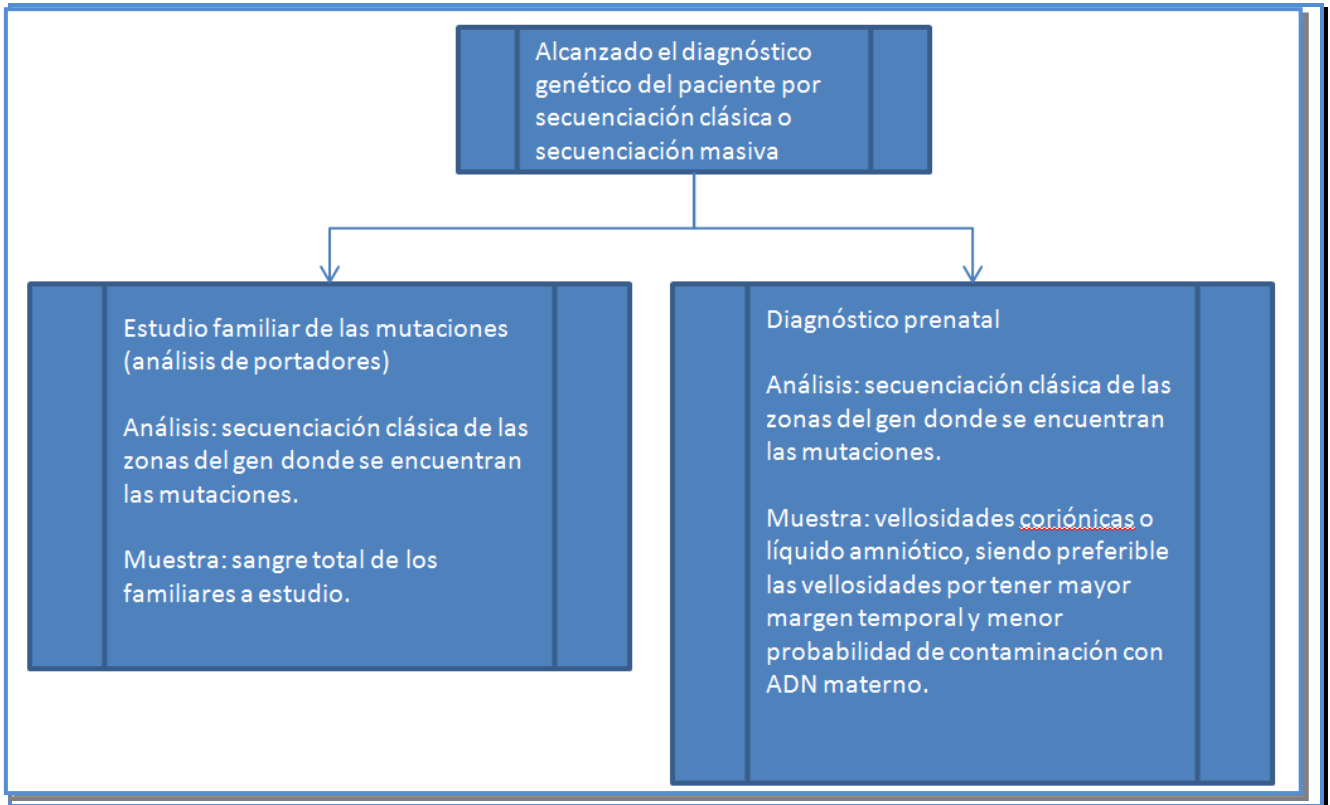 Alcanzado el diagnóstico
genético del paciente por
secuenciación clásica o
secuenciación masiva
Estudio familiar de las mutaciones
(análisis de portadores)
Análisis: secuenciación clásica de las
zonas del gen donde se encuentran
las mutaciones.
Muestra: sangre total de los
familiares a estudio.
Diagnóstico prenatal
Análisis: secuenciación clásica de las
zonas del gen donde se encuentran
las mutaciones.
Muestra: vellosidades coriónicas o
líquido amniótico, siendo preferible
las vellosidades por tener mayor
margen temporal y menor
probabilidad de contaminación con
ADN materno.